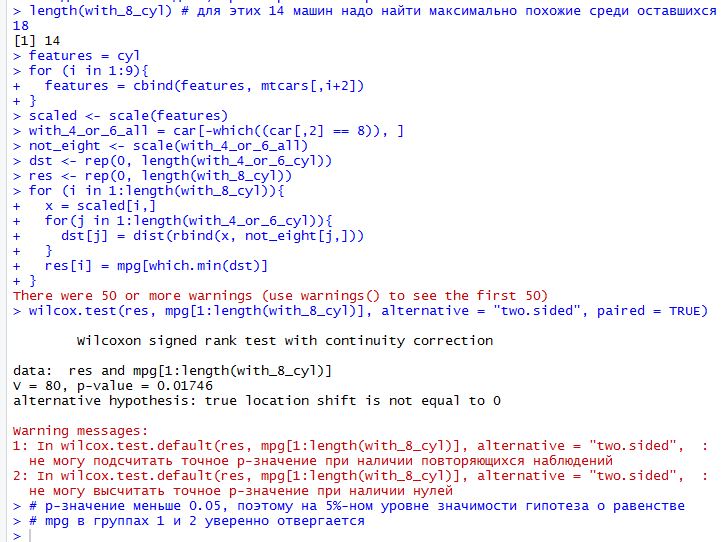 > length(with_8_cyl) # для этих 14 машин надо найти максимально похожие среди оставшихся
18
[1] 14
> features = cyl
> for (i in 1:9){
+   features = cbind(features, mtcars[,i+2])
+ }
> scaled <- scale(features)
> with_4_or_6_all = car[-which((car[,2] == 8)), ]
> not_eight <- scale(with_4_or_6_all)
> dst <- rep(0, length(with_4_or_6_cyl))
> res <- rep(0, length(with_8_cyl))
> for (i in 1:length(with_8_cyl)){
+   x = scaled[i,]
+   for(j in 1:length(with_4_or_6_cyl)){
+     dst[j] = dist(rbind(x, not_eight[j,]))
+   }
+   res[i] = mpg[which.min(dst)]
+ }
There were 50 or more warnings (use warnings() to see the first 50)
> wilcox.test(res, mpg[1:length(with_8_cyl)], alternative = "two.sided", paired = TRUE)
        Wilcoxon signed rank test with continuity correction
data:  res and mpg[1:length(with_8_cyl)]
V = 80, p-value = 0.01746
alternative hypothesis: true location shift is not equal to 0
Warning messages:
1: In wilcox.test.default(res, mpg[1:length(with_8_cyl)], alternative = "two.sided",  :
  не могу подсчитать точное p-значение при наличии повторяющихся наблюдений
2: In wilcox.test.default(res, mpg[1:length(with_8_cyl)], alternative = "two.sided",  :
  не могу высчитать точное p-значение при наличии нулей
> # p-значение меньше 0.05, поэтому на 5%-ном уровне значимости гипотеза о равенстве
> # mpg в группах 1 и 2 уверенно отвергается
>